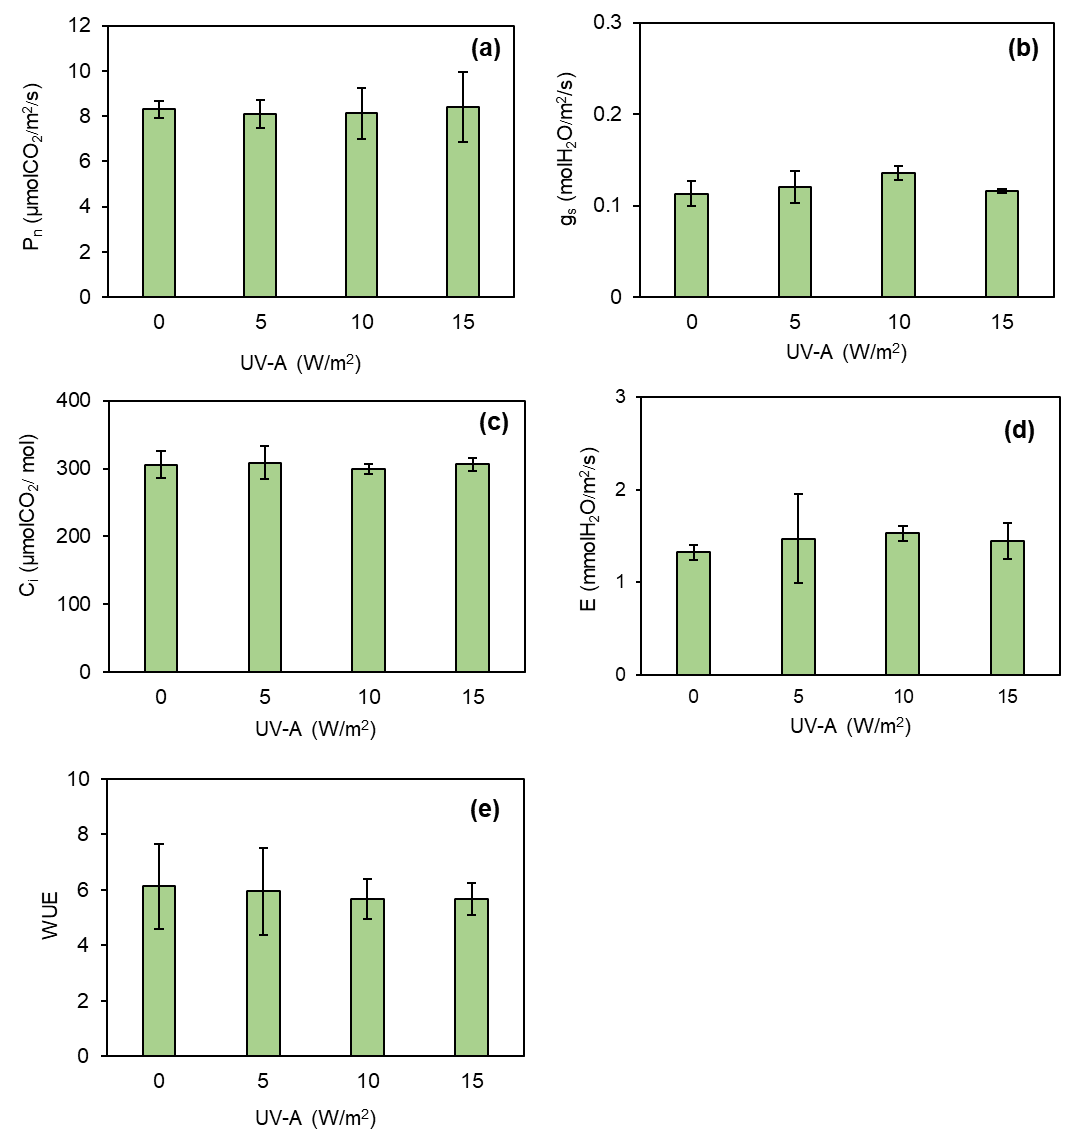 (a)
Pn (µmolCO2/m2/s)
12
10
8
6
4
2
0
0 5 10 15
UV-A (W/m2)
(b)
gs (molH2O/m2/s)
0.3
0.2
0.1
0
0 5 10 15
UV-A (W/m2)
(c)
Ci (µmolCO2/ mol)
400
300
200
100
0
0 5 10 15
UV-A (W/m2)
(d)
E (mmolH2O/m2/s)
3
2
1
0
0 5 10 15
UV-A (W/m2)
(e)
WUE
10
8
6
4
2
0
0 5 10 15
UV-A (W/m2)